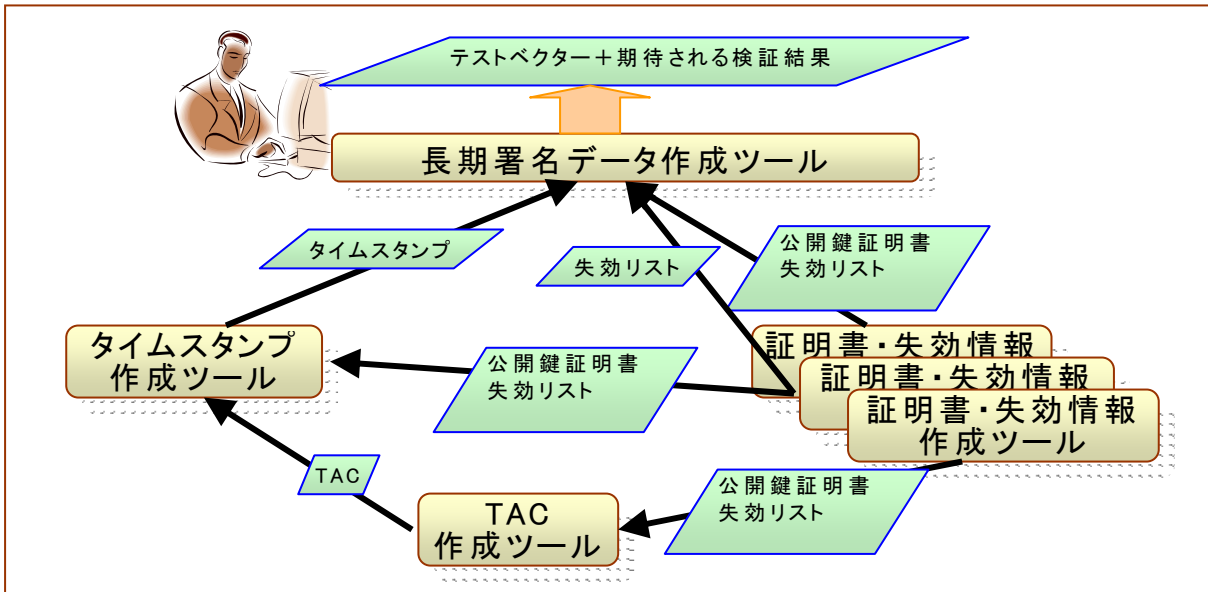 テストベクター＋期待される検証結果
長期署名データ作成ツール
タイムスタンプ
失効リスト
公開鍵証明書
失効リスト
タイムスタンプ
作成ツール
公開鍵証明書
失効リスト
証明書・失効情報
証明書・失効情報
証明書・失効情報
作成ツール
TAC
TAC
作成ツール
公開鍵証明書
失効リスト